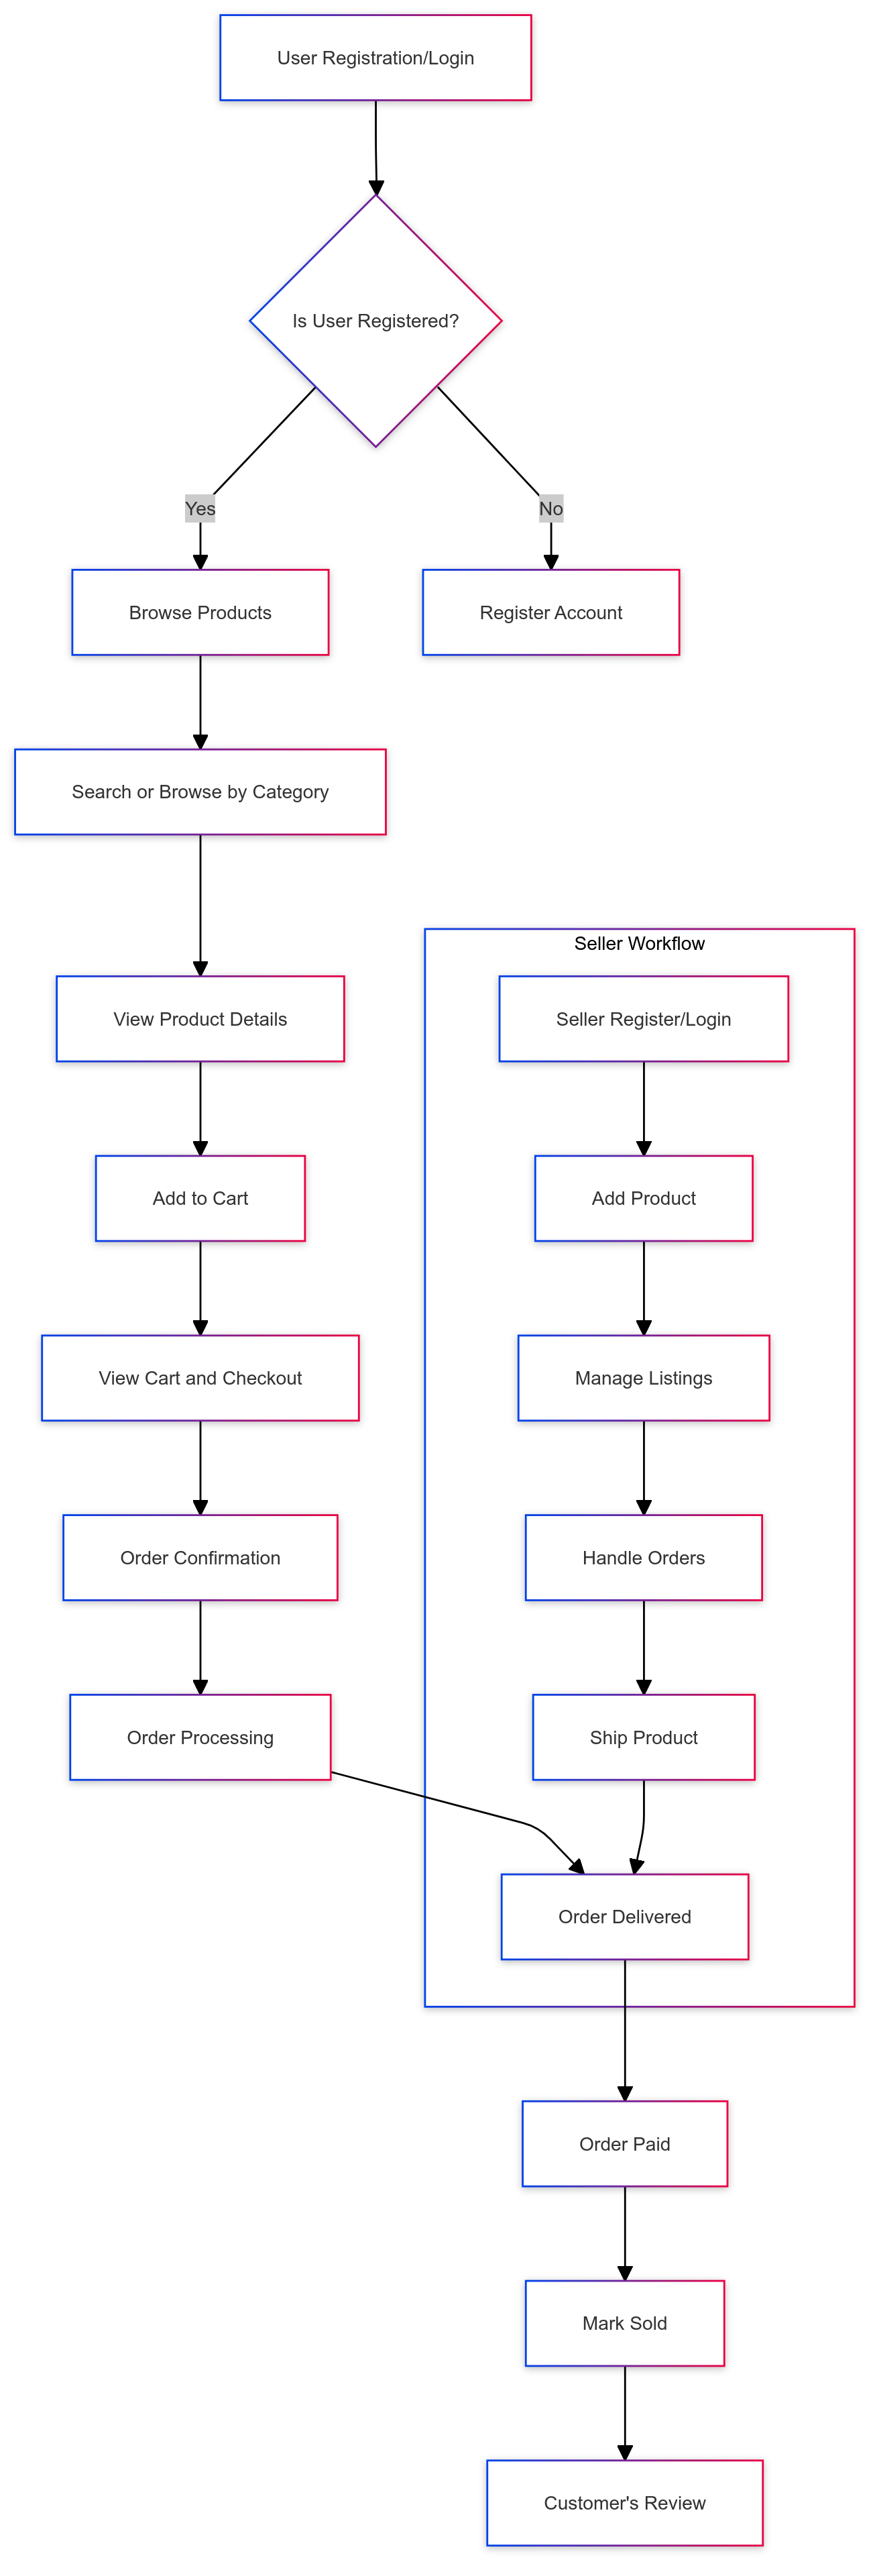 User Registration/Login
Is User Registered?
Yes
No
Browse Products
Register Account
Search or Browse by Category
Seller Workflow
View Product Details
Seller Register/Login
Add to Cart
Add Product
View Cart and Checkout
Manage Listings
Order Confirmation
Handle Orders
Order Processing
Ship Product
Order Delivered
Order Paid
Mark Sold
Customer's Review